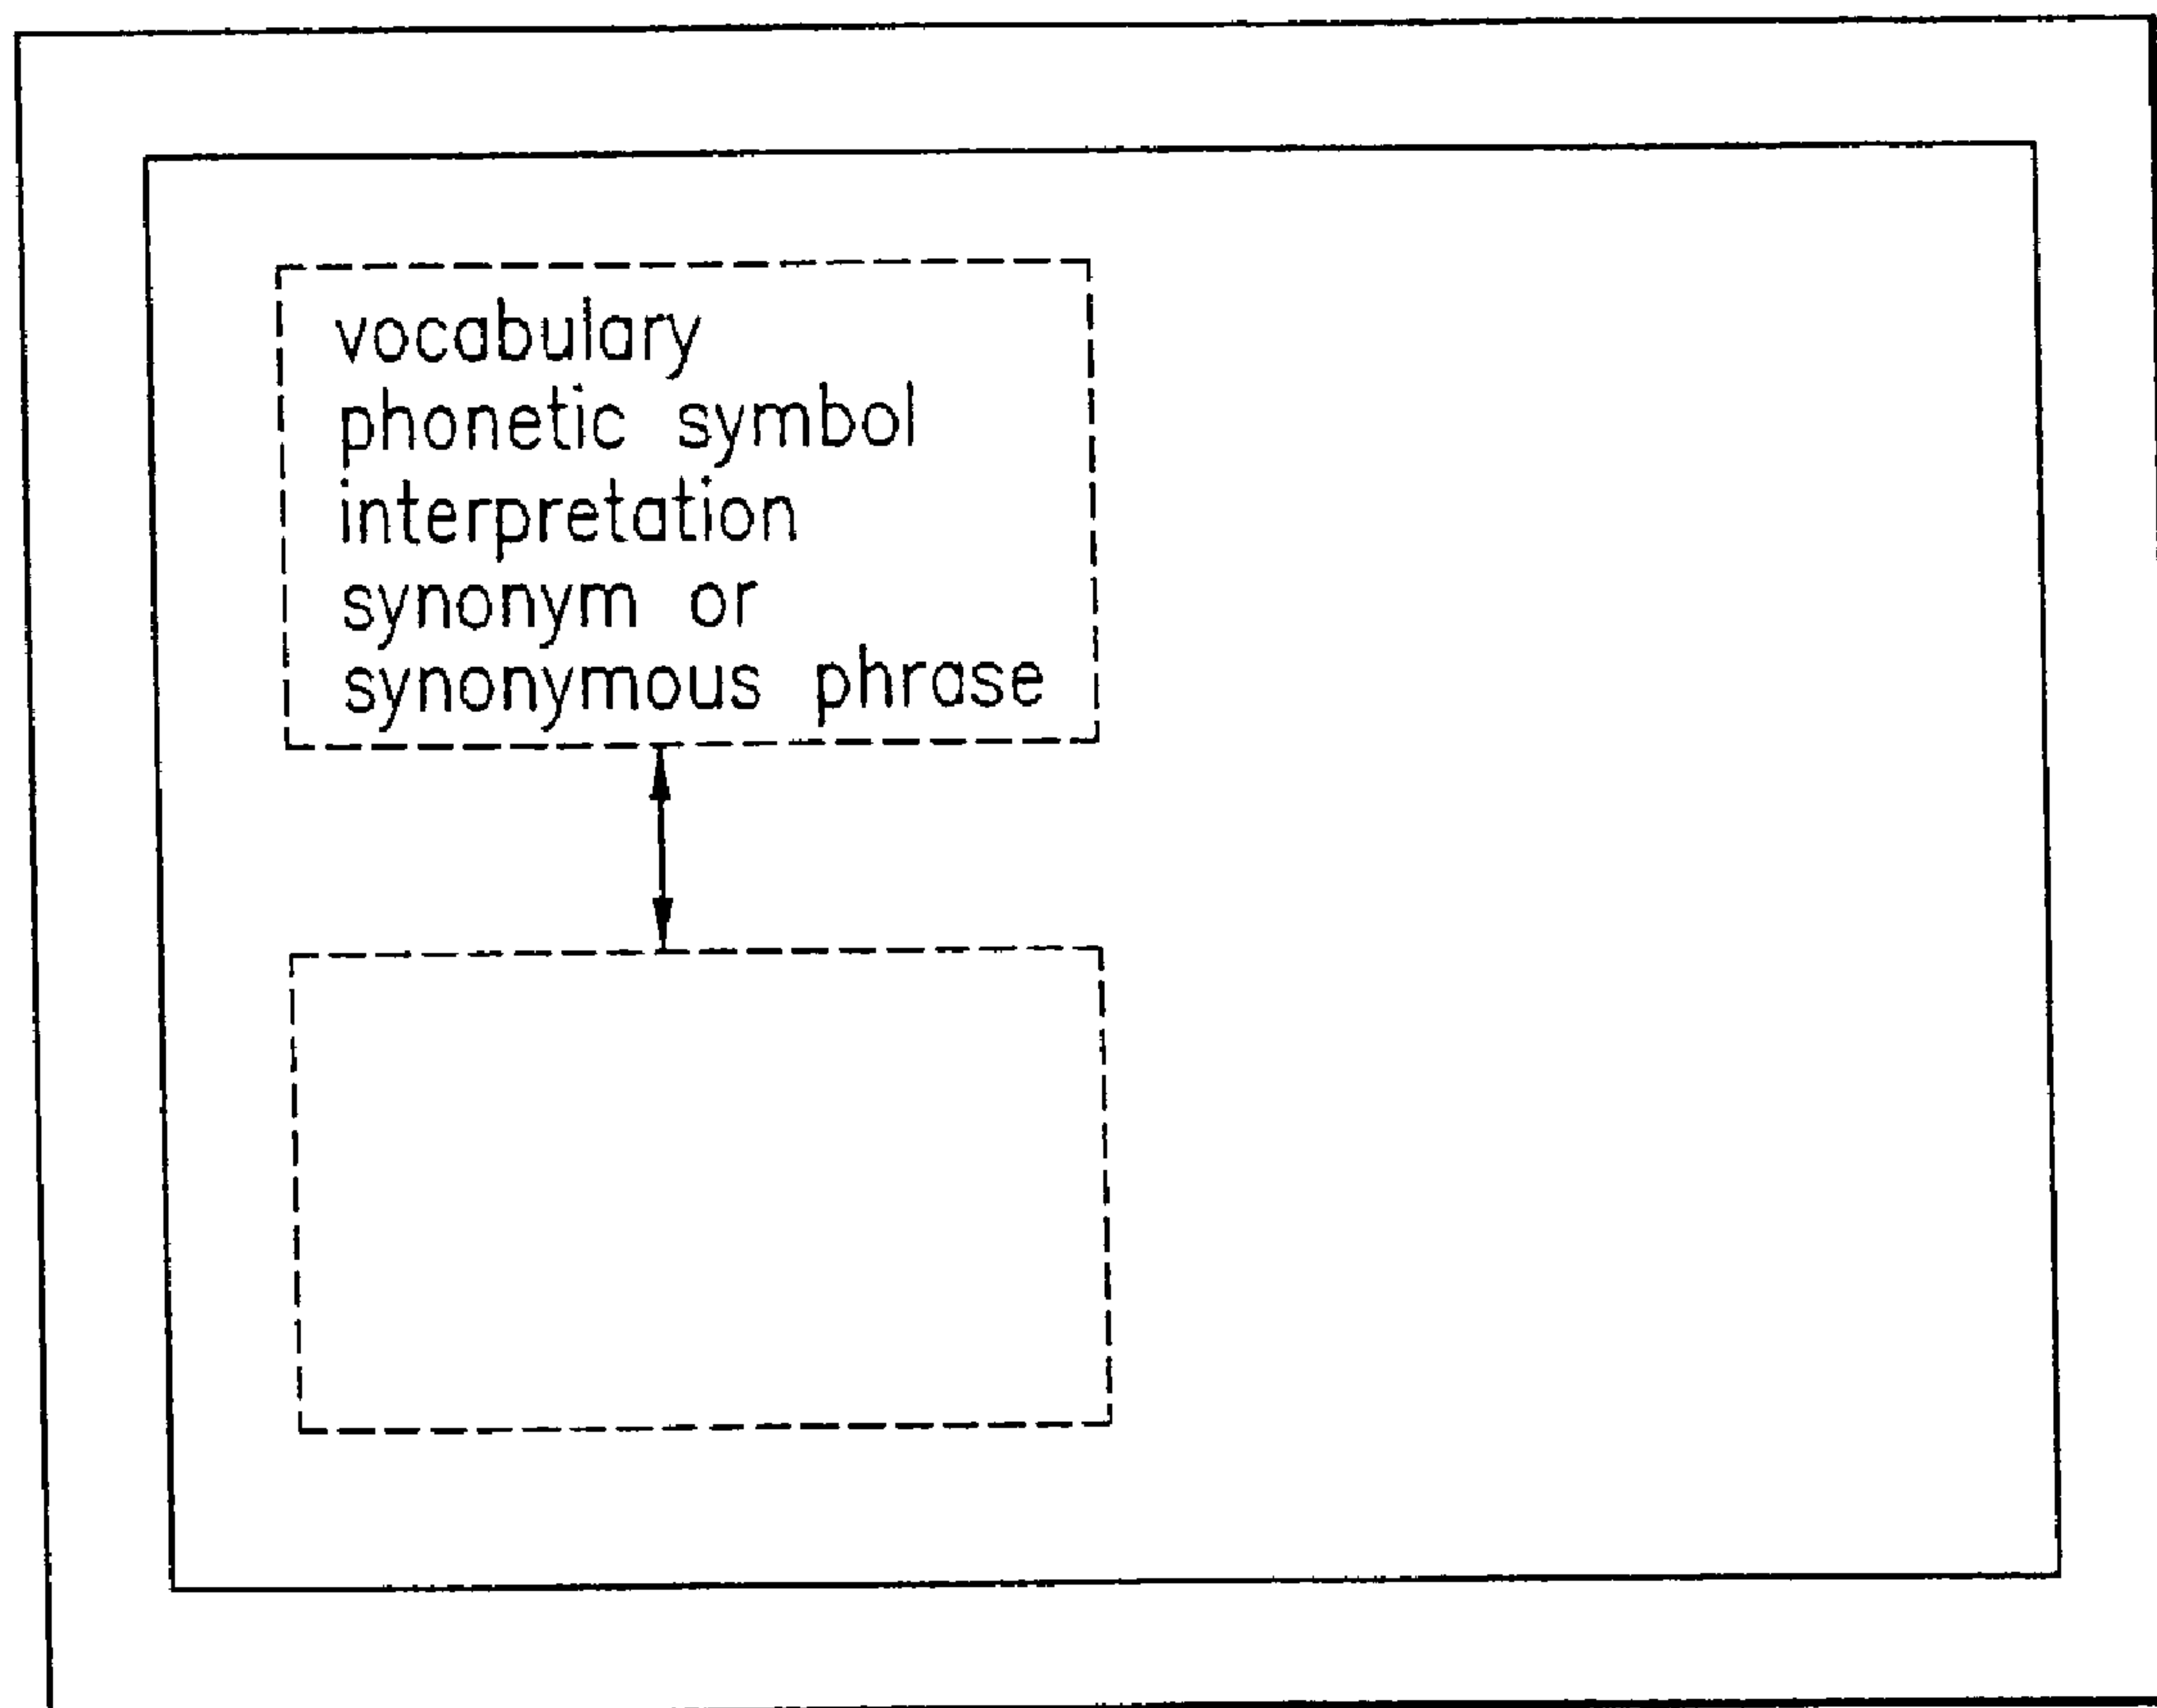 vocabulary
phonetic symbol
interpretation
synonym or
synonymous phrase